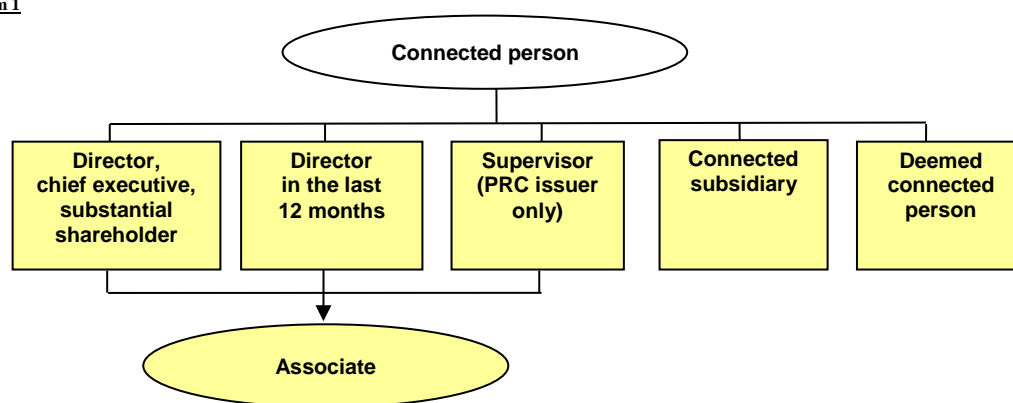 m 1
Connected person
Director,
chief executive,
substantial
shareholder
Director
in the last
12 months
Supervisor
(PRC issuer
only)
Connected
subsidiary
Deemed
connected
person
Associate